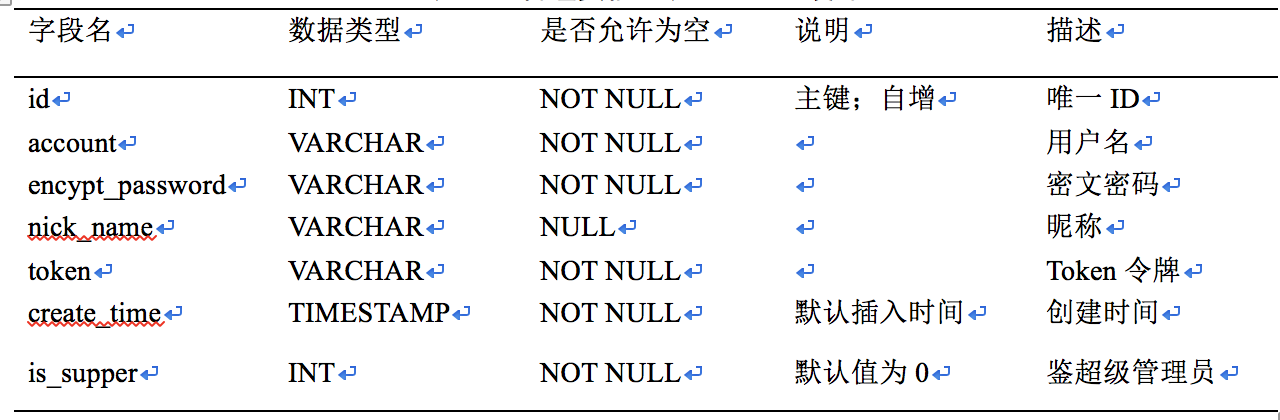 字段名 数据类型 是否允许为空 说明 描述
id INT NOT NULL 主键；自增 唯一 ID
account VARCHAR NOT NULL 用户名
encypt_password VARCHAR NOT NULL 密文密码
nick_name VARCHAR NULL 昵称
token VARCHAR NOT NULL Token 令牌
create_time TIMESTAMP NOT NULL 默认插入时间 创建时间
is_supper INT NOT NULL 默认值为 0 鉴超级管理员